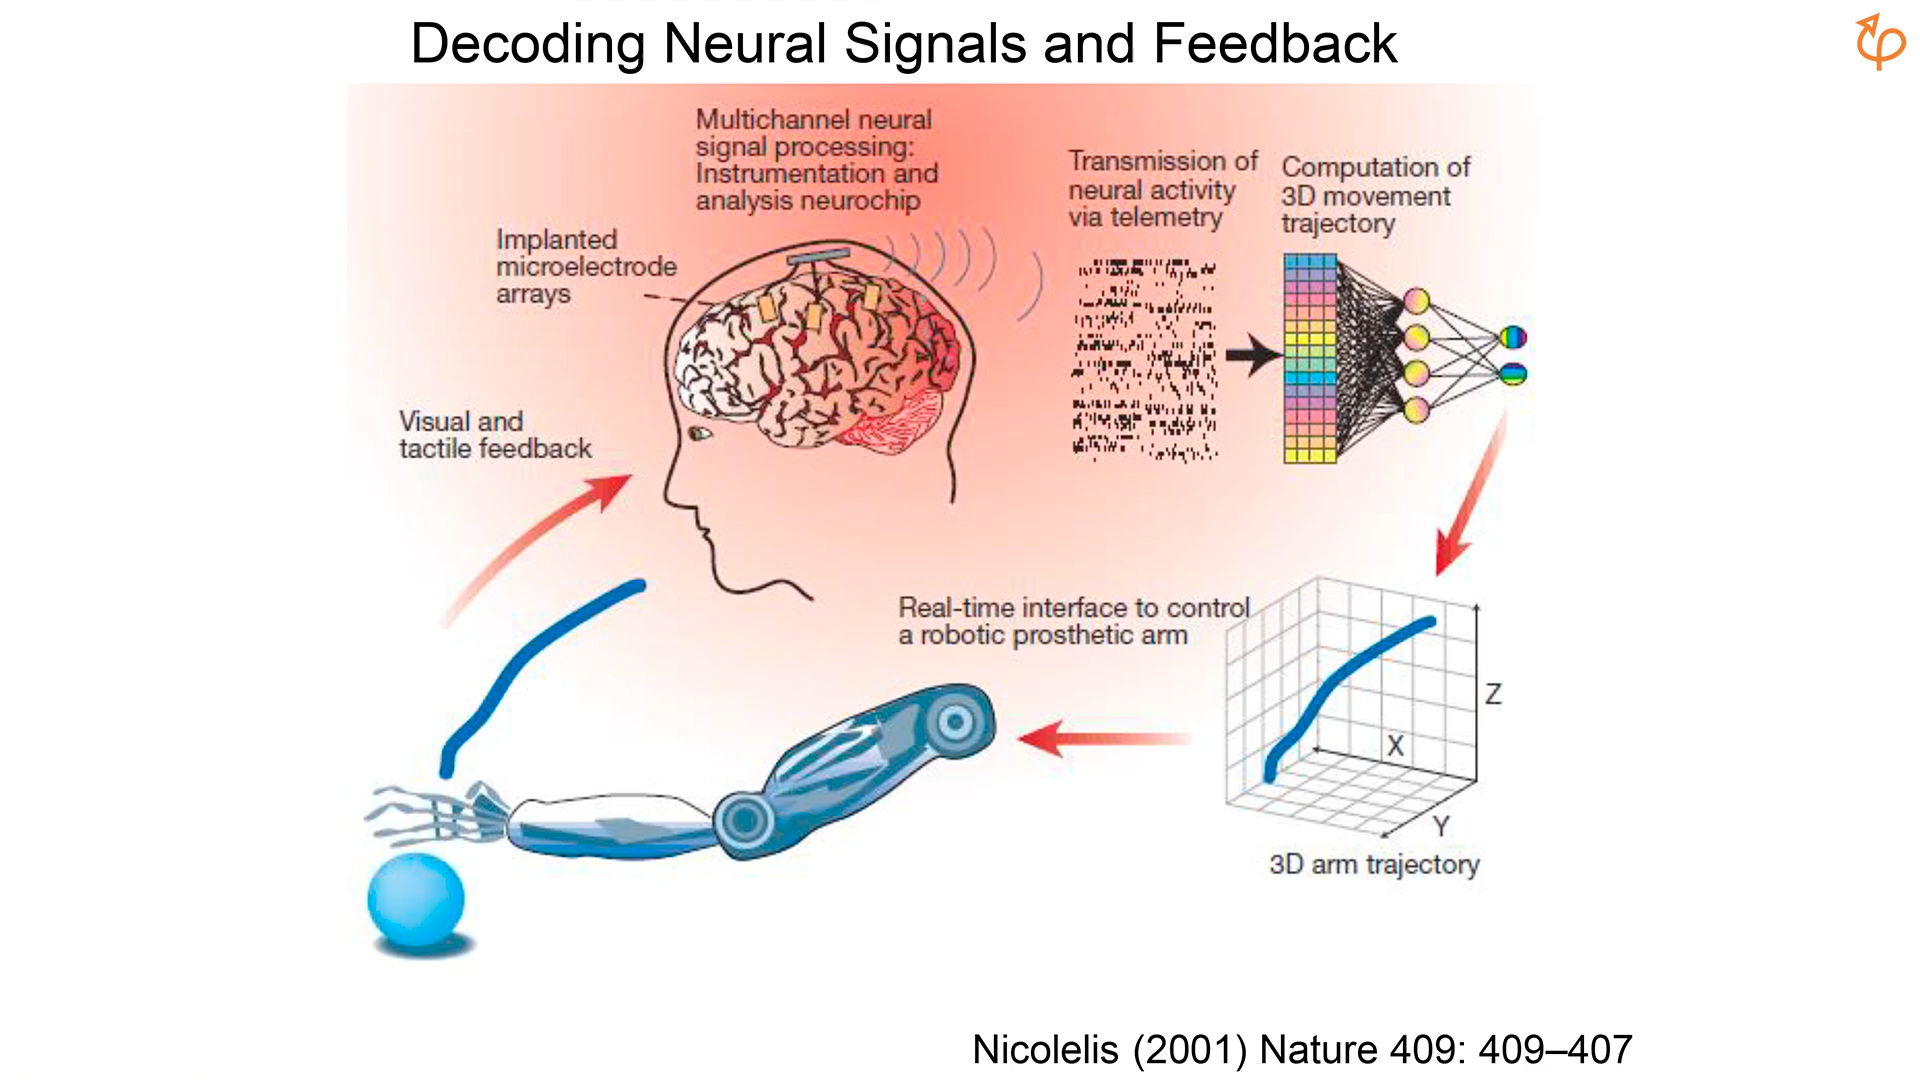 Decoding Neural Signals and Feedback
Multichannel neural
signal processing:
Instrumentation and
analysis neurochip
Transmission of
neural activity
via telemetry
Computation of
3D movement
trajectory
Implanted
microelectrode
arrays
Visual and
tactile feedback
Real-time interface to control
a robotic prosthetic arm
Z
X
Y
3D arm trajectory
Nicolelis (2001) Nature 409: 409–407